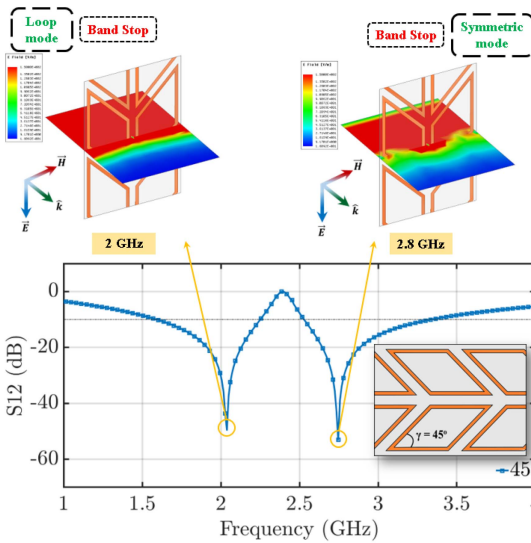 Loop
mode
Band Stop
Band Stop
Symmetric
mode
E Field [V/m]
E Field [V/m]
H
k
E
H
k
E
2 GHz
2.8 GHz
0
-20
-40
-60
S12 (dB)
γ = 45°
45
1
1.5
2
2.5
3
3.5
Frequency (GHz)